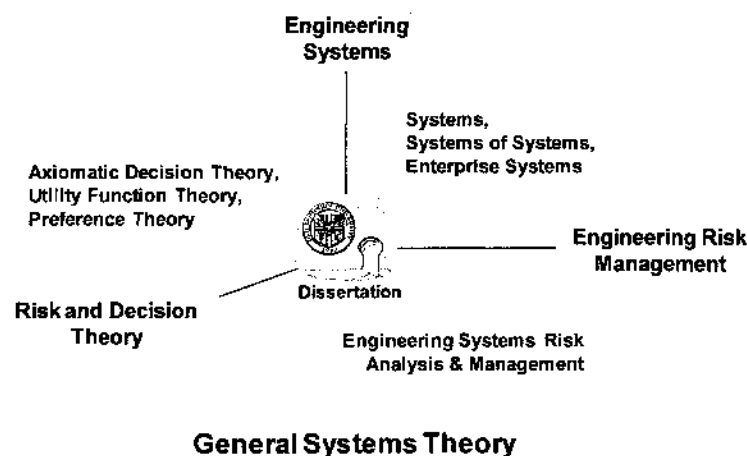 Engineering
Systems
Systems,
Systems of Systems,
Enterprise Systems
Axiomatic Decision Theory,
Utility Function Theory,
Preference Theory
Engineering Risk
Management
Dissertation
Risk and Decision
Theory
Engineering Systems Risk
Analysis & Management
General Systems Theory